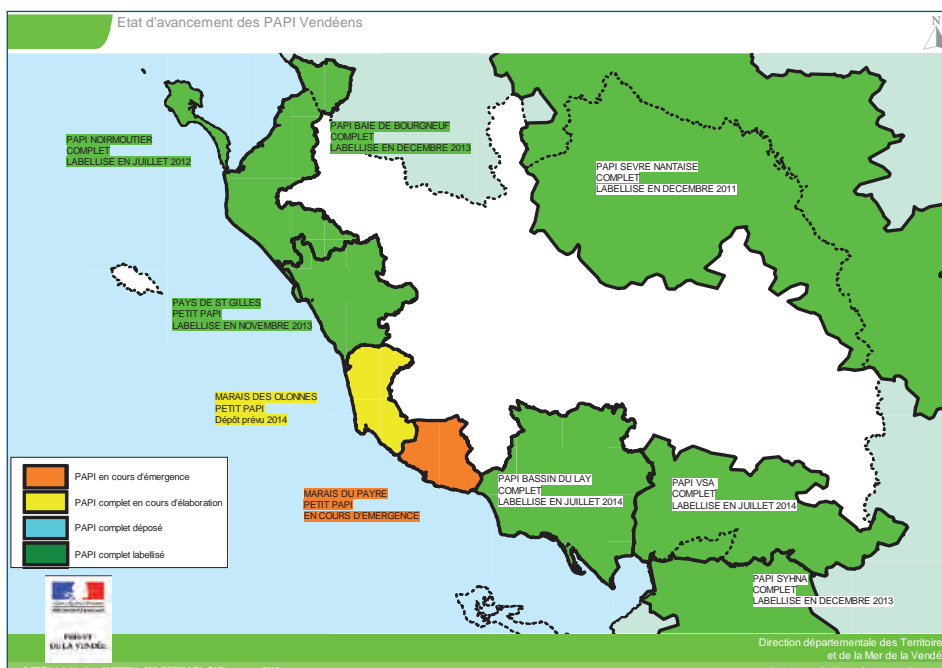 Etat d'avancement des PAPI Vendéens
N
PAPI NOIRMOUTIER
COMPLET
LABELLISE EN JUILLET 2012
PAPI BAIE DE BOURGNEUF
COMPLET
LABELLISE EN DECEMBRE 2013
PAPI SEVRE NANTAISE
COMPLET
LABELLISE EN DECEMBRE 2011
PAYS DE ST GILLES
PETIT PAPI
LABELLISE EN NOVEMBRE 2013
MARAIS DES OLONNES
PETIT PAPI
Dépôt prévu 2014
MARAIS DU PAYRE
PETIT PAPI
EN COURS D'EMERGENCE
PAPI BASSIN DU LAY
COMPLET
LABELLISE EN JUILLET 2014
PAPI VSA
COMPLET
LABELLISE EN JUILLET 2014
PAPI SYHNA
COMPLET
LABELLISE EN DECEMBRE 2013
PAPI en cours d'émergence
PAPI complet en cours d'élaboration
PAPI complet déposé
PAPI complet labellisé
PREFET
DE LA VENDÉE
Direction départementale des Territoire
et de la Mer de la Vendé